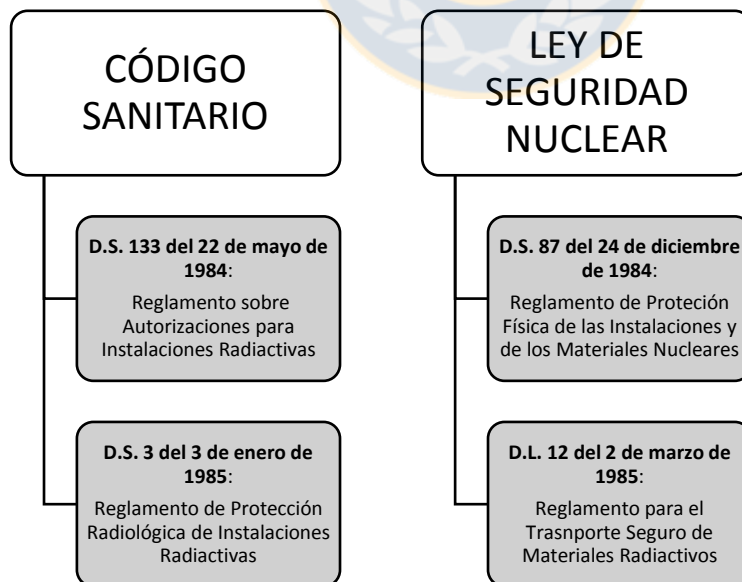 CÓDIGO
SANITARIO
D.S. 133 del 22 de mayo de
1984:
Reglamento sobre
Autorizaciones para
Instalaciones Radiactivas
D.S. 3 del 3 de enero de
1985:
Reglamento de Protección
Radiológica de Instalaciones
Radiactivas
LEY DE
SEGURIDAD
NUCLEAR
D.S. 87 del 24 de diciembre
de 1984:
Reglamento de Proteción
Física de las Instalaciones y
de los Materiales Nucleares
D.L. 12 del 2 de marzo de
1985:
Reglamento para el
Trasnporte Seguro de
Materiales Radiactivos